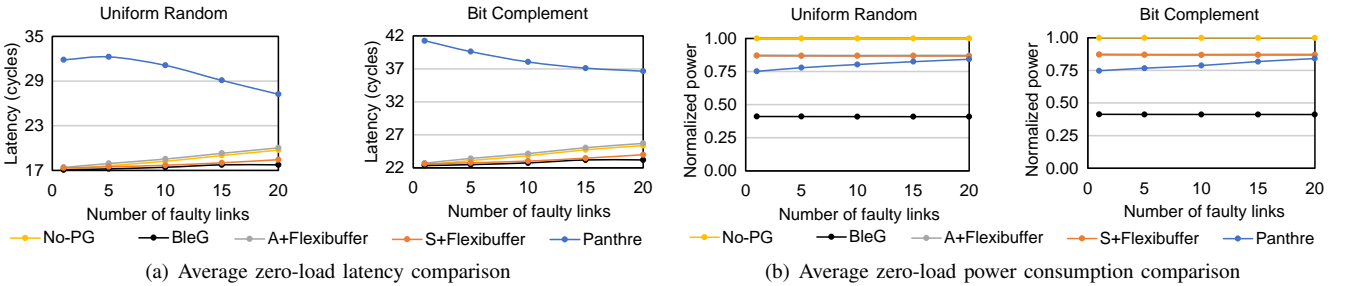 Uniform Random
Latency (cycles)
35
29
23
17
0 5 10 15 20
Number of faulty links
Bit Complement
Latency (cycles)
42
37
32
27
22
0 5 10 15 20
Number of faulty links
No-PG BleG A+Flexibuffer S+Flexibuffer Panthre
(a) Average zero-load latency comparison
Uniform Random
Normalized power
1.00
0.75
0.50
0.25
0.00
0 5 10 15 20
Number of faulty links
Bit Complement
Normalized power
1.00
0.75
0.50
0.25
0.00
0 5 10 15 20
Number of faulty links
No-PG BleG A+Flexibuffer S+Flexibuffer Panthre
(b) Average zero-load power consumption comparison